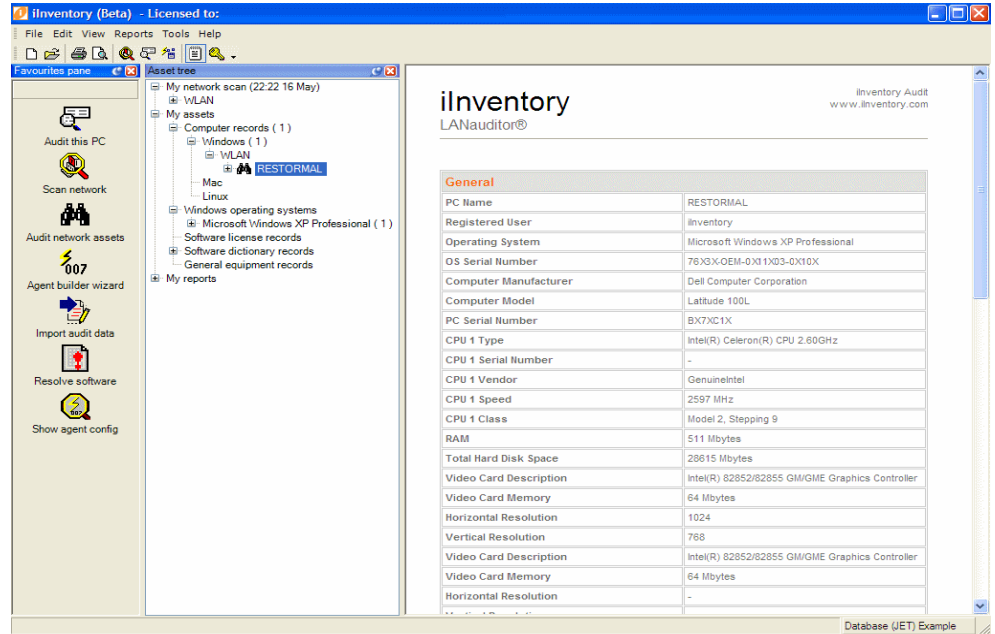 iInventory (Beta) - Licensed to:
File Edit View Reports Tools Help
Favourites pane
Audit this PC
Scan network
Audit network assets
007
Agent builder wizard
Import audit data
Resolve software
Show agent config
Asset tree
My network scan (22:22 16 May)
WLAN
My assets
Computer records ( 1 )
Windows ( 1 )
WLAN
RESTORMAL
Mac
Linux
Windows operating systems
Microsoft Windows XP Professional ( 1 )
Software license records
Software dictionary records
General equipment records
My reports
iInventory
LANauditor®
iInventory Audit
www.iinventory.com
General
PC Name RESTORMAL
Registered User iInventory
Operating System Microsoft Windows XP Professional
OS Serial Number 76X3X-OEM-0X11X03-0X10X
Computer Manufacturer Dell Computer Corporation
Computer Model Latitude 100L
PC Serial Number BX7XC1X
CPU 1 Type Intel(R) Celeron(R) CPU 2.60GHz
CPU 1 Serial Number -
CPU 1 Vendor GenuineIntel
CPU 1 Speed 2597 MHz
CPU 1 Class Model 2, Stepping 9
RAM 511 Mbytes
Total Hard Disk Space 28615 Mbytes
Video Card Description Intel(R) 82852/82855 GM/GME Graphics Controller
Video Card Memory 64 Mbytes
Horizontal Resolution 1024
Vertical Resolution 768
Video Card Description Intel(R) 82852/82855 GM/GME Graphics Controller
Video Card Memory 64 Mbytes
Horizontal Resolution -
Database (JET) Example